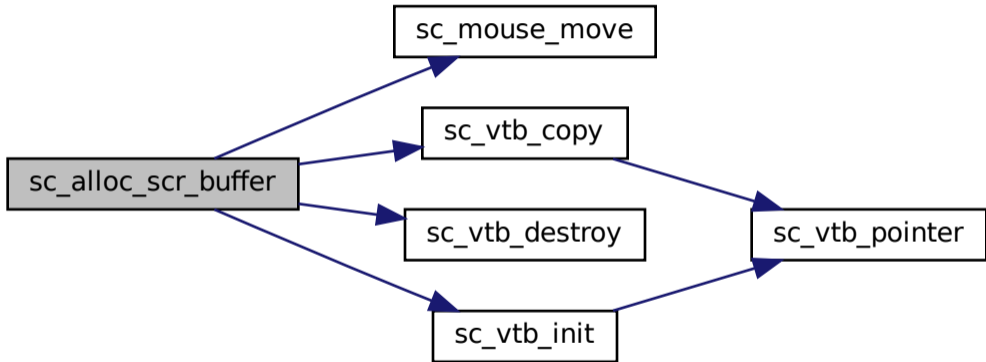 sc_mouse_move
sc_vtb_copy
sc_alloc_scr_buffer
sc_vtb_destroy
sc_vtb_pointer
sc_vtb_init